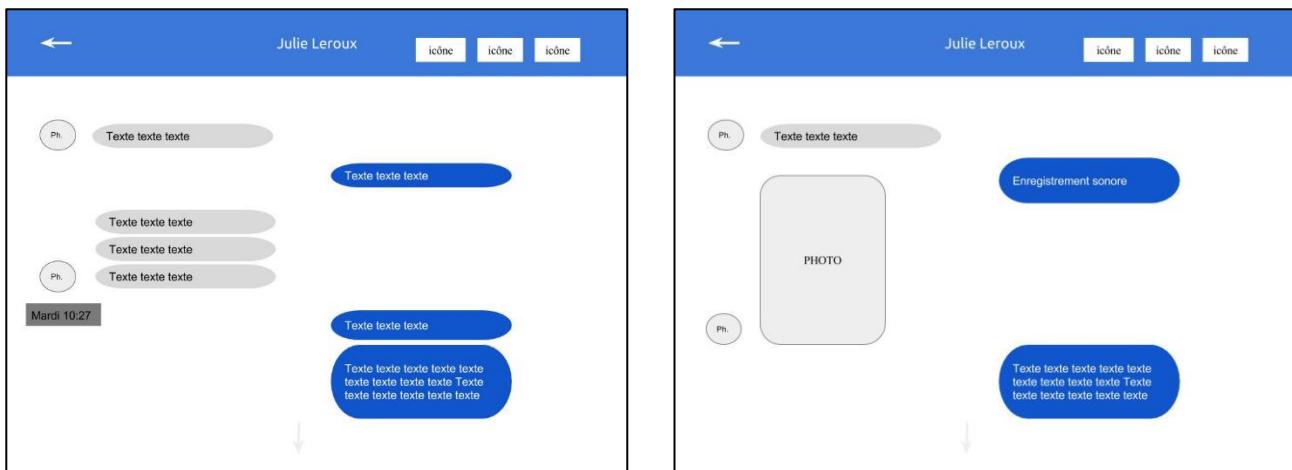 Julie Leroux
icône icône icône
Ph. Texte texte texte
Texte texte texte
Texte texte texte
Texte texte texte
Ph. Texte texte texte
Mardi 10:27
Texte texte texte
Texte texte texte texte texte
texte texte texte texte Texte
texte texte texte texte texte
Julie Leroux
icône icône icône
Ph. Texte texte texte
Enregistrement sonore
PHOTO
Ph.
Texte texte texte texte texte
texte texte texte texte Texte
texte texte texte texte texte